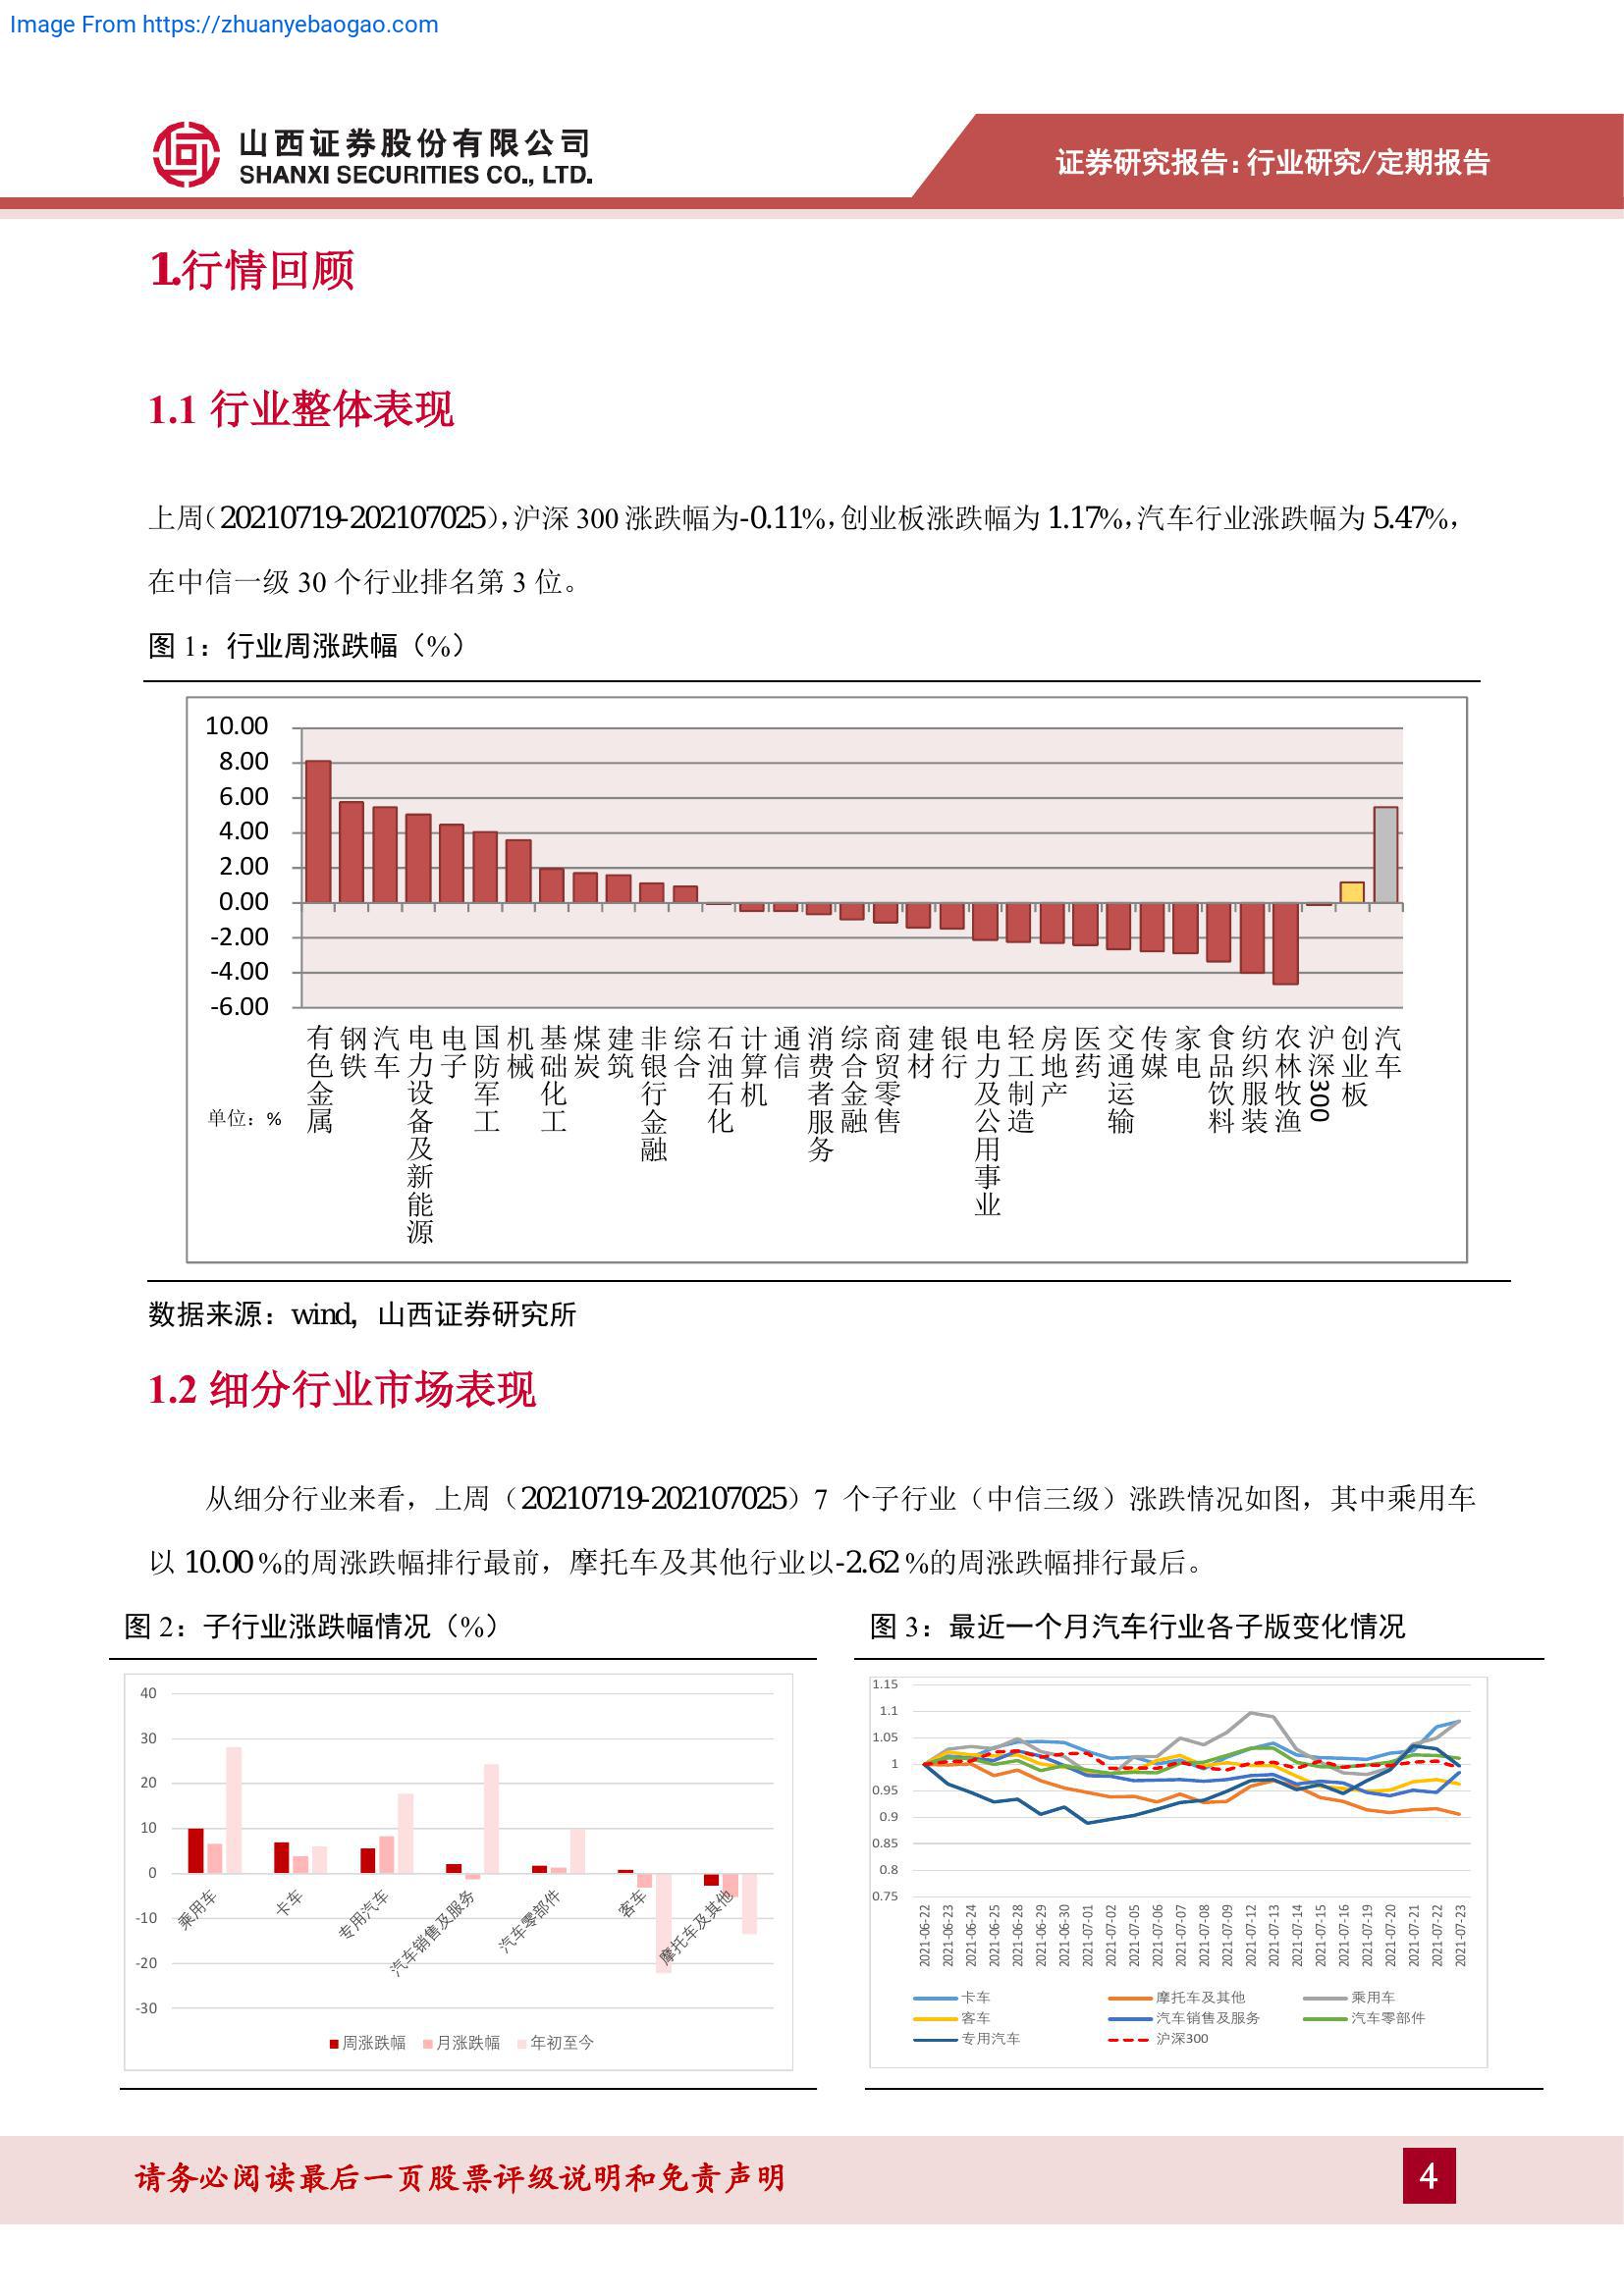 Image From https://zhuanyebaogao.com
山西证券股份有限公司
SHANXI SECURITIES CO., LTD.
证券研究报告:行业研究/定期报告
1.行情回顾
1.1 行业整体表现
上周(20210719-202107025),沪深 300 涨跌幅为-0.11%,创业板涨跌幅为 1.17%,汽车行业涨跌幅为 5.47%,
在中信一级 30 个行业排名第 3 位。
图 1:行业周涨跌幅(%)
10.00
8.00
6.00
4.00
2.00
0.00
-2.00
-4.00
-6.00
单位:%
有色金属
钢铁
汽车
电力设备及新能源
电子
国防军工
机械
基础化工
煤炭
建筑
非银行金融
综合
石油石化
计算机
通信
消费者服务
综合金融
商贸零售
建材
银行
电力及公用事业
轻工制造
房地产
医药
交通运输
传媒
家电
食品饮料
纺织服装
农林牧渔
沪深300
创业板
汽车
数据来源:wind,山西证券研究所
1.2 细分行业市场表现
从细分行业来看,上周(20210719-202107025)7 个子行业(中信三级)涨跌情况如图,其中乘用车
以 10.00 %的周涨跌幅排行最前,摩托车及其他行业以-2.62 %的周涨跌幅排行最后。
图 2:子行业涨跌幅情况(%)
40
30
20
10
0
-10
-20
-30
乘用车
卡车
专用汽车
汽车销售及服务
汽车零部件
客车
摩托车及其他
周涨跌幅 月涨跌幅 年初至今
图 3:最近一个月汽车行业各子版变化情况
1.15
1.1
1.05
1
0.95
0.9
0.85
0.8
0.75
2021-06-22
2021-06-23
2021-06-24
2021-06-25
2021-06-28
2021-06-29
2021-06-30
2021-07-01
2021-07-02
2021-07-05
2021-07-06
2021-07-07
2021-07-08
2021-07-09
2021-07-12
2021-07-13
2021-07-14
2021-07-15
2021-07-16
2021-07-19
2021-07-20
2021-07-21
2021-07-22
2021-07-23
卡车 摩托车及其他 乘用车
客车 汽车销售及服务 汽车零部件
专用汽车 沪深300
请务必阅读最后一页股票评级说明和免责声明
4